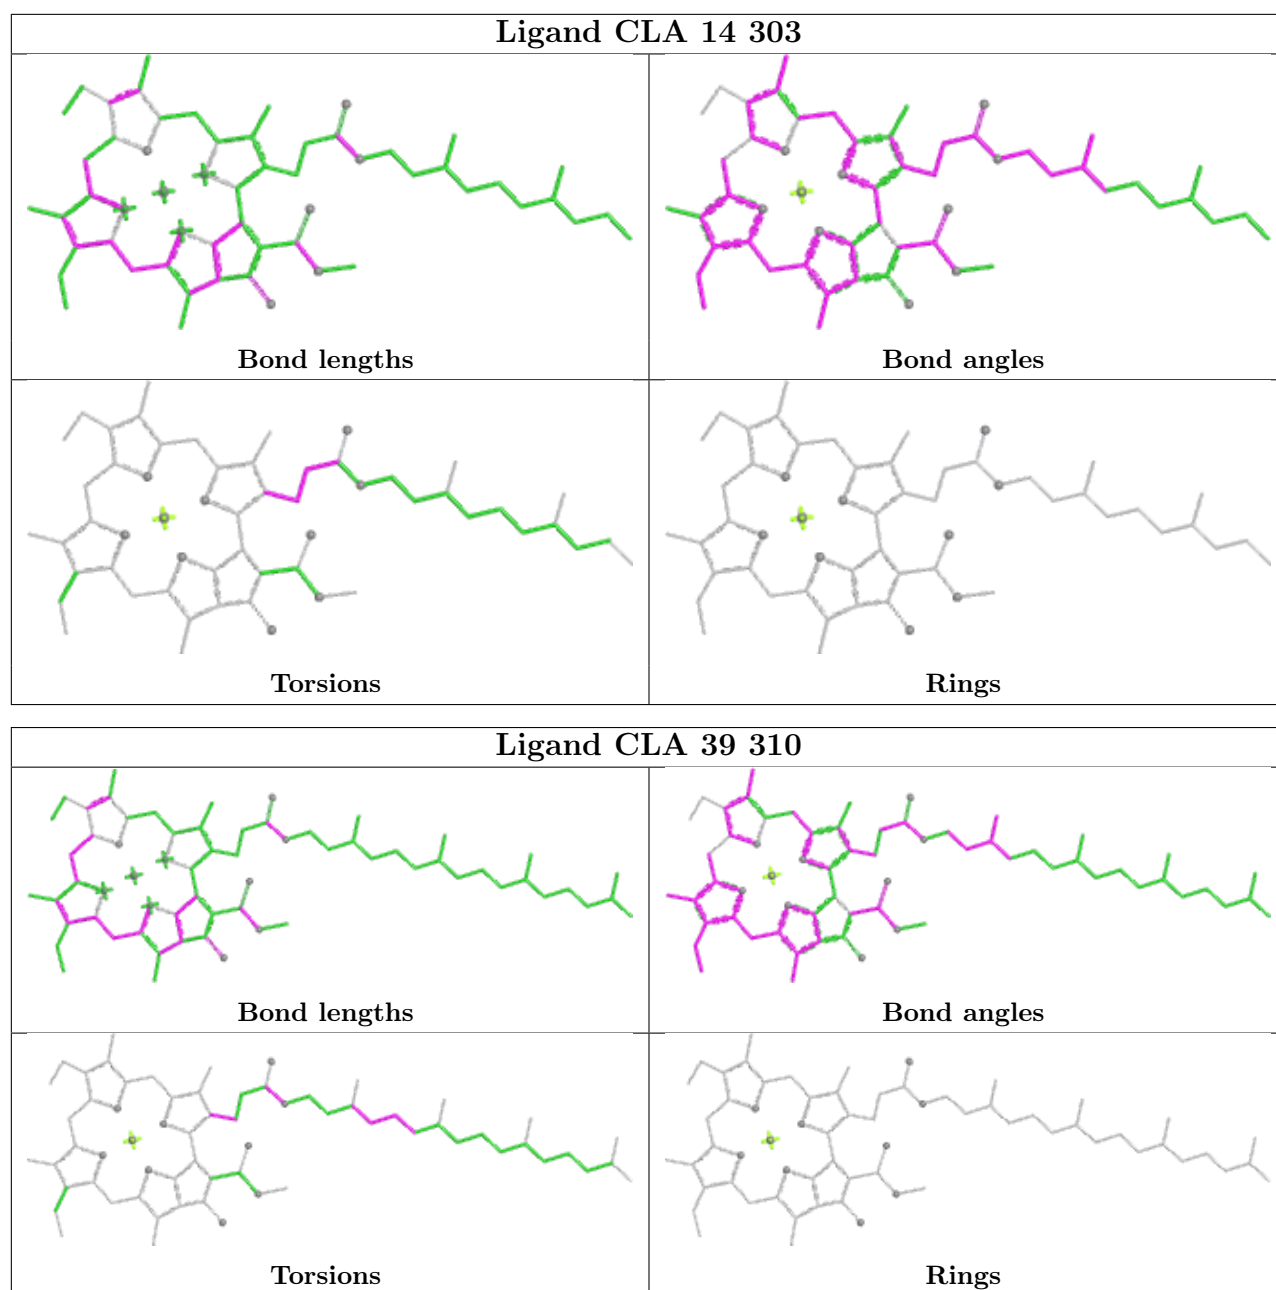 Ligand CLA 14 303
Bond lengths
Bond angles
Torsions
Rings
Ligand CLA 39 310
Bond lengths
Bond angles
Torsions
Rings